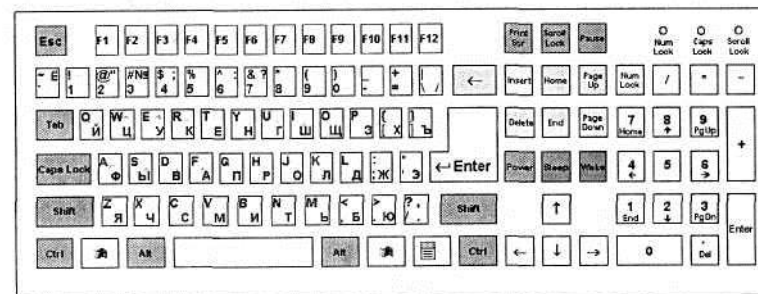 Esc F1 F2 F3 F4 F5 F6 F7 F8 F9 F10 F11 F12 Print Scr Scroll Lock Pause Num Lock Caps Lock Scroll Lock
~ Ё ! 1 @ " 2 # № 3 $ ; 4 % 5 ^ : 6 & ? 7 * 8 ( 9 ) 0 _ - + = | \ / ← Insert Home Page Up Num Lock / * -
Tab Q Й W Ц E У R К T Е Y Н U Г I Ш O Щ P З { [ Х } ] Ъ Delete End Page Down 7 Home 8 ↑ 9 PgUp +
Caps Lock A Ф S Ы D В F А G П H Р J О K Л L Д : ; Ж " ' Э ↵ Enter Power Sleep Wake 4 ← 5 6 →
Shift Z Я X Ч C С V М B И N Т M Ь < , Б > . Ю ? / , . Shift ↑ 1 End 2 ↓ 3 PgDn Enter
Ctrl Alt Alt Ctrl ← ↓ → 0 . Del